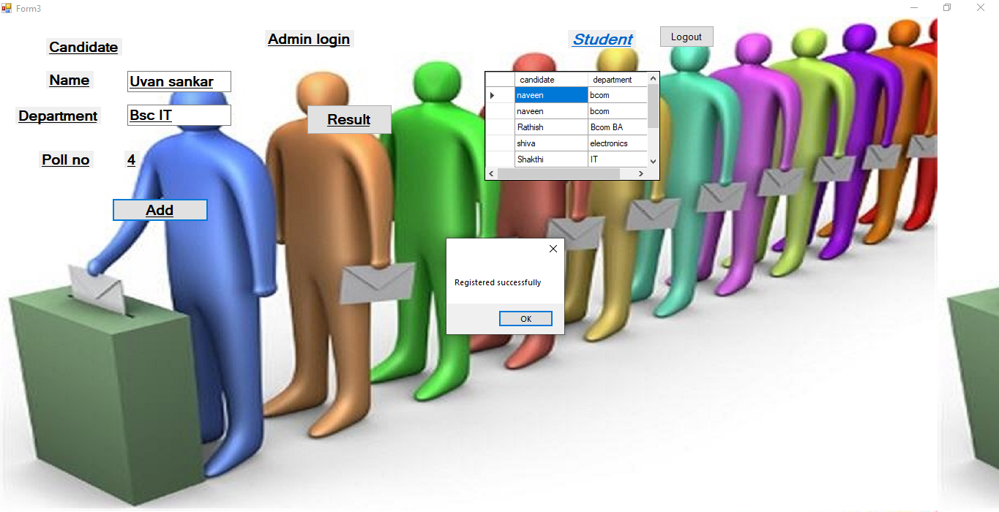 Form3
Candidate
Admin login
Student
Logout
Name
Uvan sankar
Department
Bsc IT
Result
Poll no
4
Add
candidate department
naveen bcom
naveen bcom
Rathish Bcom BA
shiva electronics
Shakthi IT
Registered successfully
OK